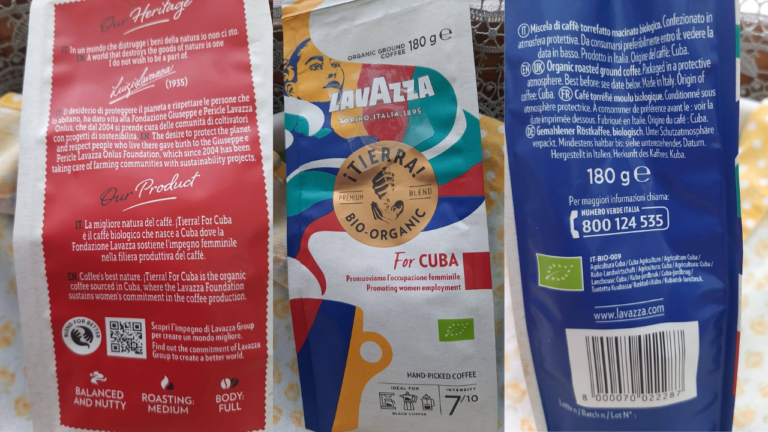 Our Heritage
IT: In un mondo che distrugge i beni della natura io non ci sto.
EN: A world that destroys the goods of nature is one
I do not wish to be part of.
Luigi Lavazza
(1935)
Il desiderio di proteggere il pianeta e rispettare le persone che
lo abitano, ha dato vita alla Fondazione Giuseppe e Pericle Lavazza
Onlus, che dal 2004 si prende cura delle comunità di coltivatori
con progetti di sostenibilità. EN: The desire to protect the planet
and respect people who live there gave birth to the Giuseppe e
Pericle Lavazza Onlus Foundation, which since 2004 has been
taking care of farming communities with sustainability projects.
Our Product
IT: La migliore natura del caffè. ¡Tierra! For Cuba
è il caffè biologico che nasce a Cuba dove la
Fondazione Lavazza sostiene l'impegno femminile
nella filiera produttiva del caffè.
EN: Coffee's best nature. ¡Tierra! For Cuba is the organic
coffee sourced in Cuba, where the Lavazza Foundation
sustains women's commitment in the coffee production.
BLEND FOR BETTER
Scopri l'impegno di Lavazza Group
per creare un mondo migliore.
Find out the commitment of Lavazza
Group to create a better world.
BALANCED
AND NUTTY
ROASTING:
MEDIUM
BODY:
FULL
ORGANIC GROUND
COFFEE
180 g e
LAVAZZA
TORINO, ITALIA, 1895
¡TIERRA!
PREMIUM
BLEND
BIO-ORGANIC
For CUBA
Promuoviamo l'occupazione femminile
Promoting women employment
HAND-PICKED COFFEE
IDEAL FOR
BLACK COFFEE
INTENSITY
7/10
IT Miscela di caffè torrefatto macinato biologico. Confezionato in
atmosfera protettiva. Da consumarsi preferibilmente entro il: vedere la
data in basso. Prodotto in Italia. Origine del caffè: Cuba.
EN UK Organic roasted ground coffee. Packaged in a protective
atmosphere. Best before: see date below. Made in Italy. Origin of
coffee: Cuba. FR Café torréfié moulu biologique. Conditionné sous
atmosphère protectrice. À consommer de préférence avant le : voir la
date imprimée dessous. Fabriqué en Italie. Origine du café : Cuba.
DE Gemahlener Röstkaffee, biologisch. Unter Schutzatmosphäre
verpackt. Mindestens haltbar bis: siehe untenstehendes Datum.
Hergestellt in Italien. Herkunft des Kaffees: Kuba.
180 g e
Per maggiori informazioni chiama:
NUMERO VERDE ITALIA
800 124 535
IT-BIO-009
Agricoltura Cuba / Cuba Agriculture / Agriculture Cuba /
Kuba-Landwirtschaft /
www.lavazza.com
8 000070 022287
Lotto n./ Batch n./ Lot N° :